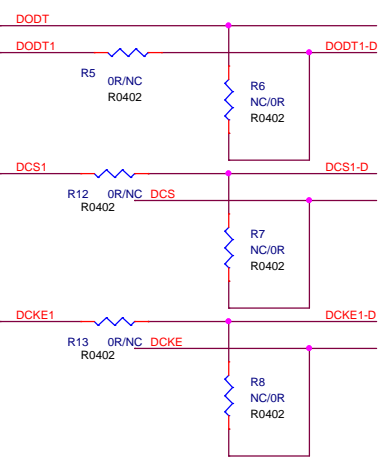 DODT
DODT1 DODT1-D
R5 0R/NC
R0402
R6
NC/0R
R0402
DCS1 DCS1-D
R12 0R/NC DCS
R0402
R7
NC/0R
R0402
DCKE1 DCKE1-D
R13 0R/NC DCKE
R0402
R8
NC/0R
R0402